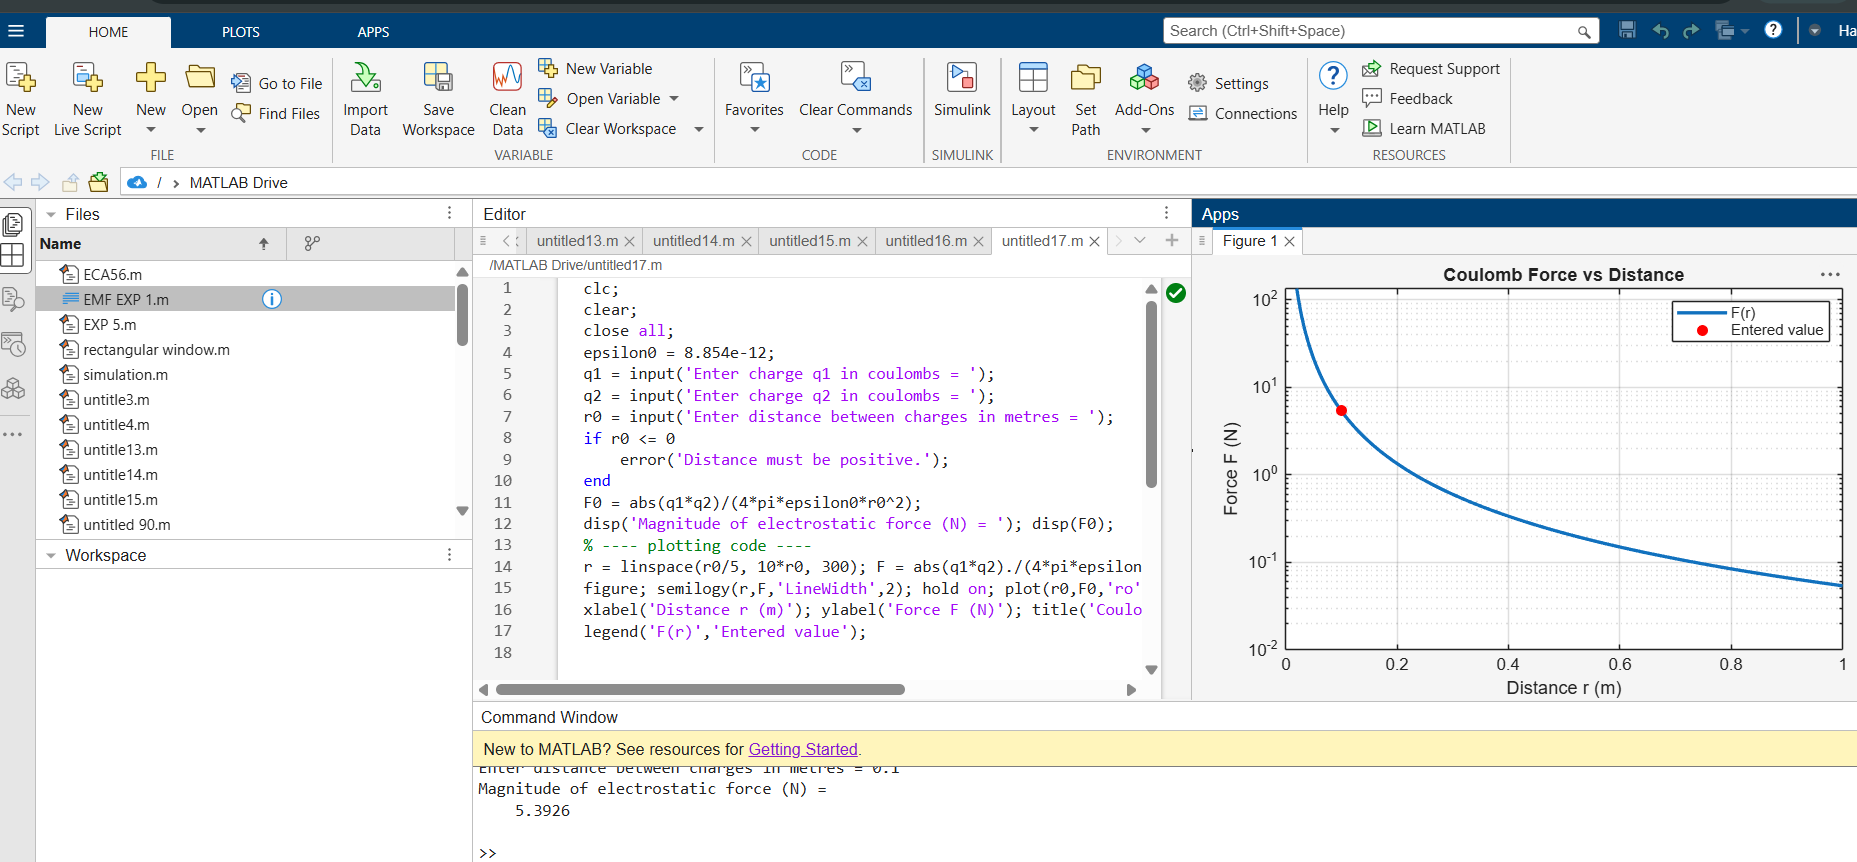 HOME
PLOTS
APPS
Search (Ctrl+Shift+Space)
Ha
New Script
New Live Script
New
Open
Go to File
Find Files
FILE
Import Data
Save Workspace
Clean Data
New Variable
Open Variable
Clear Workspace
VARIABLE
Favorites
Clear Commands
CODE
Simulink
SIMULINK
Layout
Set Path
Add-Ons
Settings
Connections
ENVIRONMENT
Help
Request Support
Feedback
Learn MATLAB
RESOURCES
/ › MATLAB Drive
Files
Name
ECA56.m
EMF EXP 1.m
EXP 5.m
rectangular window.m
simulation.m
untitle3.m
untitle4.m
untitle13.m
untitle14.m
untitle15.m
untitled 90.m
Workspace
Editor
untitled13.m
untitled14.m
untitled15.m
untitled16.m
untitled17.m
/MATLAB Drive/untitled17.m
1 clc;
2 clear;
3 close all;
4 epsilon0 = 8.854e-12;
5 q1 = input('Enter charge q1 in coulombs = ');
6 q2 = input('Enter charge q2 in coulombs = ');
7 r0 = input('Enter distance between charges in metres = ');
8 if r0 <= 0
9 error('Distance must be positive.');
10 end
11 F0 = abs(q1*q2)/(4*pi*epsilon0*r0^2);
12 disp('Magnitude of electrostatic force (N) = '); disp(F0);
13 % ---- plotting code ----
14 r = linspace(r0/5, 10*r0, 300); F = abs(q1*q2)./(4*pi*epsilon
15 figure; semilogy(r,F,'LineWidth',2); hold on; plot(r0,F0,'ro'
16 xlabel('Distance r (m)'); ylabel('Force F (N)'); title('Coulo
17 legend('F(r)','Entered value');
18
Apps
Figure 1
Coulomb Force vs Distance
F(r)
Entered value
Force F (N)
10²
10¹
10⁰
10⁻¹
10⁻²
0 0.2 0.4 0.6 0.8 1
Distance r (m)
Command Window
New to MATLAB? See resources for Getting Started.
Enter distance between charges in metres = 0.1
Magnitude of electrostatic force (N) =
5.3926
>>